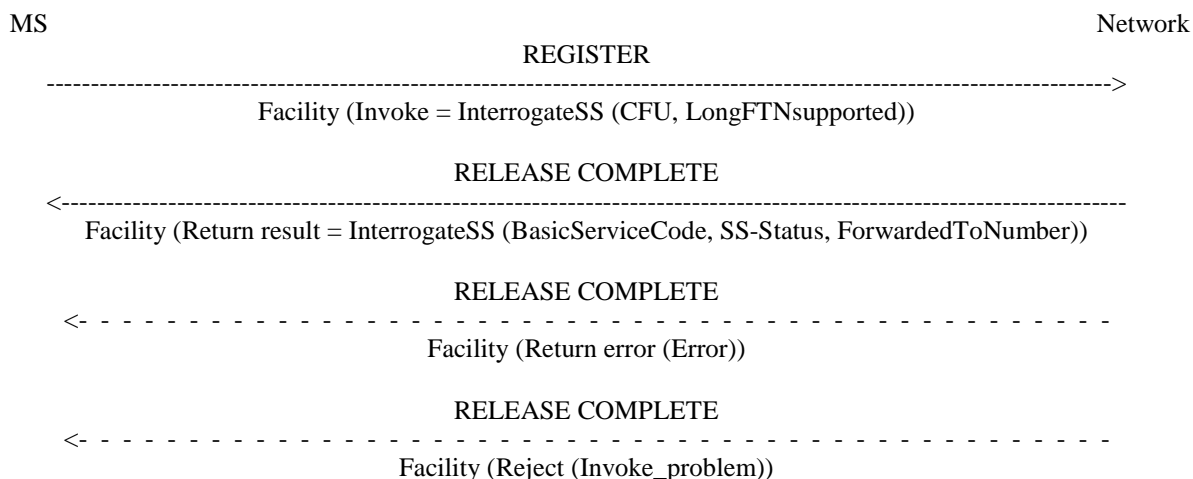 MS Network
REGISTER
Facility (Invoke = InterrogateSS (CFU, LongFTNsupported))
RELEASE COMPLETE
Facility (Return result = InterrogateSS (BasicServiceCode, SS-Status, ForwardedToNumber))
RELEASE COMPLETE
Facility (Return error (Error))
RELEASE COMPLETE
Facility (Reject (Invoke_problem))